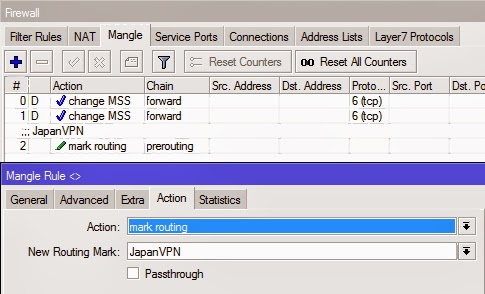 Firewall
Filter Rules NAT Mangle Service Ports Connections Address Lists Layer7 Protocols
Reset Counters 00 Reset All Counters
# Action Chain Src. Address Dst. Address Proto... Src. Port Dst. Po
0 D change MSS forward 6 (tcp)
1 D change MSS forward 6 (tcp)
;;; JapanVPN
2 mark routing prerouting
Mangle Rule <>
General Advanced Extra Action Statistics
Action: mark routing
New Routing Mark: JapanVPN
Passthrough